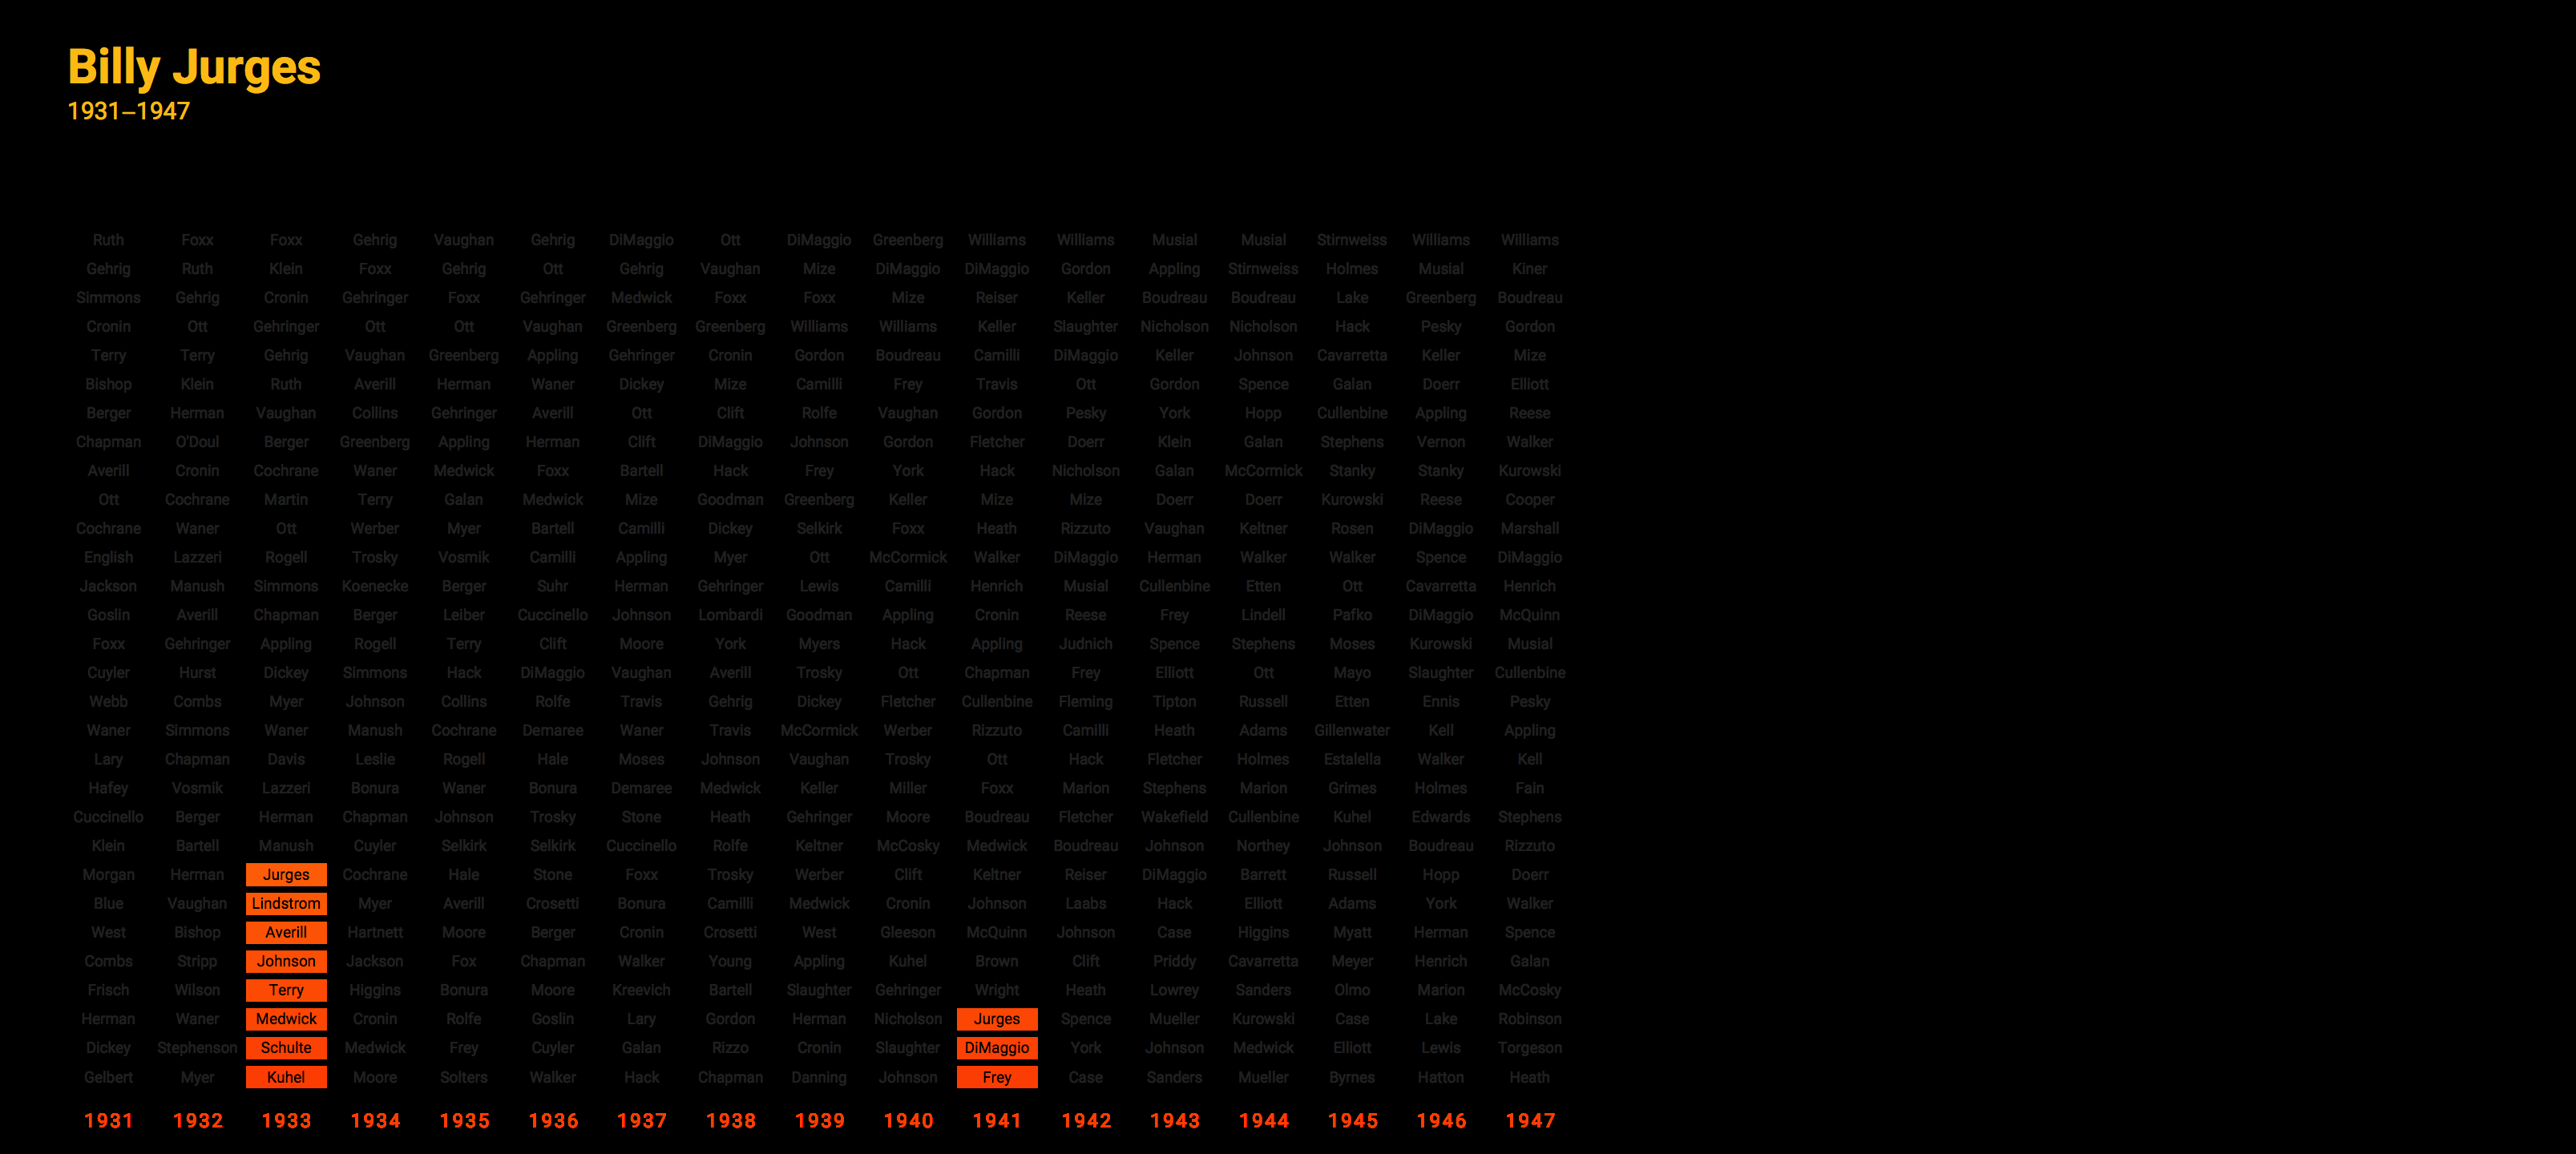 Billy Jurges
1931–1947
Ruth Foxx Foxx Gehrig Vaughan Gehrig DiMaggio Ott DiMaggio Greenberg Williams Williams Musial Musial Stirnweiss Williams Williams
Gehrig Ruth Klein Foxx Gehrig Ott Gehrig Vaughan Mize DiMaggio DiMaggio Gordon Appling Stirnweiss Holmes Musial Kiner
Simmons Gehrig Cronin Gehringer Foxx Gehringer Medwick Foxx Foxx Mize Reiser Keller Boudreau Boudreau Lake Greenberg Boudreau
Cronin Ott Gehringer Ott Ott Vaughan Greenberg Greenberg Williams Williams Keller Slaughter Nicholson Nicholson Hack Pesky Gordon
Terry Terry Gehrig Vaughan Greenberg Appling Gehringer Cronin Gordon Boudreau Camilli DiMaggio Keller Johnson Cavarretta Keller Mize
Bishop Klein Ruth Averill Herman Waner Dickey Mize Camilli Frey Travis Ott Gordon Spence Galan Doerr Elliott
Berger Herman Vaughan Collins Gehringer Averill Ott Clift Rolfe Vaughan Gordon Pesky York Hopp Cullenbine Appling Reese
Chapman O'Doul Berger Greenberg Appling Herman Clift DiMaggio Johnson Gordon Fletcher Doerr Klein Galan Stephens Vernon Walker
Averill Cronin Cochrane Waner Medwick Foxx Bartell Hack Frey York Hack Nicholson Galan McCormick Stanky Stanky Kurowski
Ott Cochrane Martin Terry Galan Medwick Mize Goodman Greenberg Keller Mize Mize Doerr Doerr Kurowski Reese Cooper
Cochrane Waner Ott Werber Myer Bartell Camilli Dickey Selkirk Foxx Heath Rizzuto Vaughan Keltner Rosen DiMaggio Marshall
English Lazzeri Rogell Trosky Vosmik Camilli Appling Myer Ott McCormick Walker DiMaggio Herman Walker Walker Spence DiMaggio
Jackson Manush Simmons Koenecke Berger Suhr Herman Gehringer Lewis Camilli Henrich Musial Cullenbine Etten Ott Cavarretta Henrich
Goslin Averill Chapman Berger Leiber Cuccinello Johnson Lombardi Goodman Appling Cronin Reese Frey Lindell Pafko DiMaggio McQuinn
Foxx Gehringer Appling Rogell Terry Clift Moore York Myers Hack Appling Judnich Spence Stephens Moses Kurowski Musial
Cuyler Hurst Dickey Simmons Hack DiMaggio Vaughan Averill Trosky Ott Chapman Frey Elliott Ott Mayo Slaughter Cullenbine
Webb Combs Myer Johnson Collins Rolfe Travis Gehrig Dickey Fletcher Cullenbine Fleming Tipton Russell Etten Ennis Pesky
Waner Simmons Waner Manush Cochrane Demaree Waner Travis McCormick Werber Rizzuto Camilli Heath Adams Gillenwater Kell Appling
Lary Chapman Davis Leslie Rogell Hale Moses Johnson Vaughan Trosky Ott Hack Fletcher Holmes Estalella Walker Kell
Hafey Vosmik Lazzeri Bonura Waner Bonura Demaree Medwick Keller Miller Foxx Marion Stephens Marion Grimes Holmes Fain
Cuccinello Berger Herman Chapman Johnson Trosky Stone Heath Gehringer Moore Boudreau Fletcher Wakefield Cullenbine Kuhel Edwards Stephens
Klein Bartell Manush Cuyler Selkirk Selkirk Cuccinello Rolfe Keltner McCosky Medwick Boudreau Johnson Northey Johnson Boudreau Rizzuto
Morgan Herman Jurges Cochrane Hale Stone Foxx Trosky Werber Clift Keltner Reiser DiMaggio Barrett Russell Hopp Doerr
Blue Vaughan Lindstrom Myer Averill Crosetti Bonura Camilli Medwick Cronin Johnson Laabs Hack Elliott Adams York Walker
West Bishop Averill Hartnett Moore Berger Cronin Crosetti West Gleeson McQuinn Johnson Case Higgins Myatt Herman Spence
Combs Stripp Johnson Jackson Fox Chapman Walker Young Appling Kuhel Brown Clift Priddy Cavarretta Meyer Henrich Galan
Frisch Wilson Terry Higgins Bonura Moore Kreevich Bartell Slaughter Gehringer Wright Heath Lowrey Sanders Olmo Marion McCosky
Herman Waner Medwick Cronin Rolfe Goslin Lary Gordon Herman Nicholson Jurges Spence Mueller Kurowski Case Lake Robinson
Dickey Stephenson Schulte Medwick Frey Cuyler Galan Rizzo Cronin Slaughter DiMaggio York Johnson Medwick Elliott Lewis Torgeson
Gelbert Myer Kuhel Moore Solters Walker Hack Chapman Danning Johnson Frey Case Sanders Mueller Byrnes Hatton Heath
1931 1932 1933 1934 1935 1936 1937 1938 1939 1940 1941 1942 1943 1944 1945 1946 1947